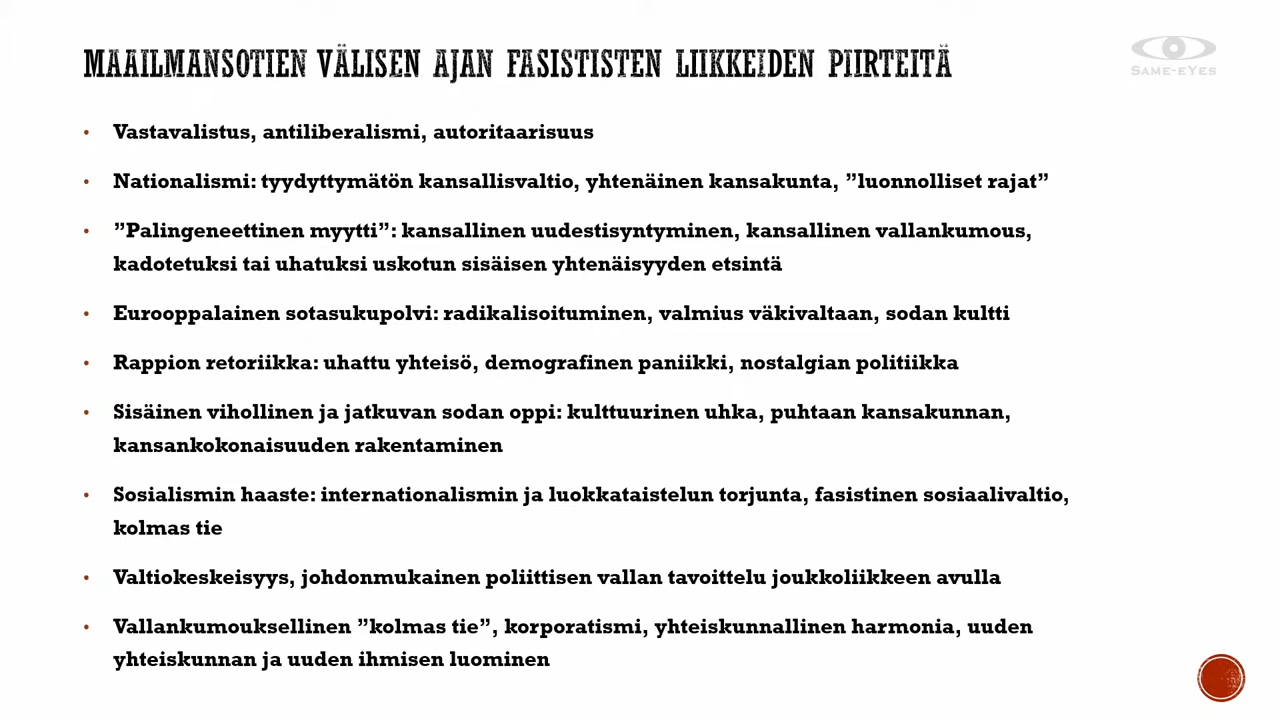 MAAILMANSOTIEN VÄLISEN AJAN FASISTISTEN LIIKKEIDEN PIIRTEITÄ
SAME-EYES
• Vastavalistus, antiliberalismi, autoritaarisuus
• Nationalismi: tyydyttymätön kansallisvaltio, yhtenäinen kansakunta, ”luonnolliset rajat”
• ”Palingeneettinen myytti”: kansallinen uudestisyntyminen, kansallinen vallankumous,
kadotetuksi tai uhatuksi uskotun sisäisen yhtenäisyyden etsintä
• Eurooppalainen sotasukupolvi: radikalisoituminen, valmius väkivaltaan, sodan kultti
• Rappion retoriikka: uhattu yhteisö, demografinen paniikki, nostalgian politiikka
• Sisäinen vihollinen ja jatkuvan sodan oppi: kulttuurinen uhka, puhtaan kansakunnan,
kansankokonaisuuden rakentaminen
• Sosialismin haaste: internationalismin ja luokkataistelun torjunta, fasistinen sosiaalivaltio,
kolmas tie
• Valtiokeskeisyys, johdonmukainen poliittisen vallan tavoittelu joukkoliikkeen avulla
• Vallankumouksellinen ”kolmas tie”, korporatismi, yhteiskunnallinen harmonia, uuden
yhteiskunnan ja uuden ihmisen luominen